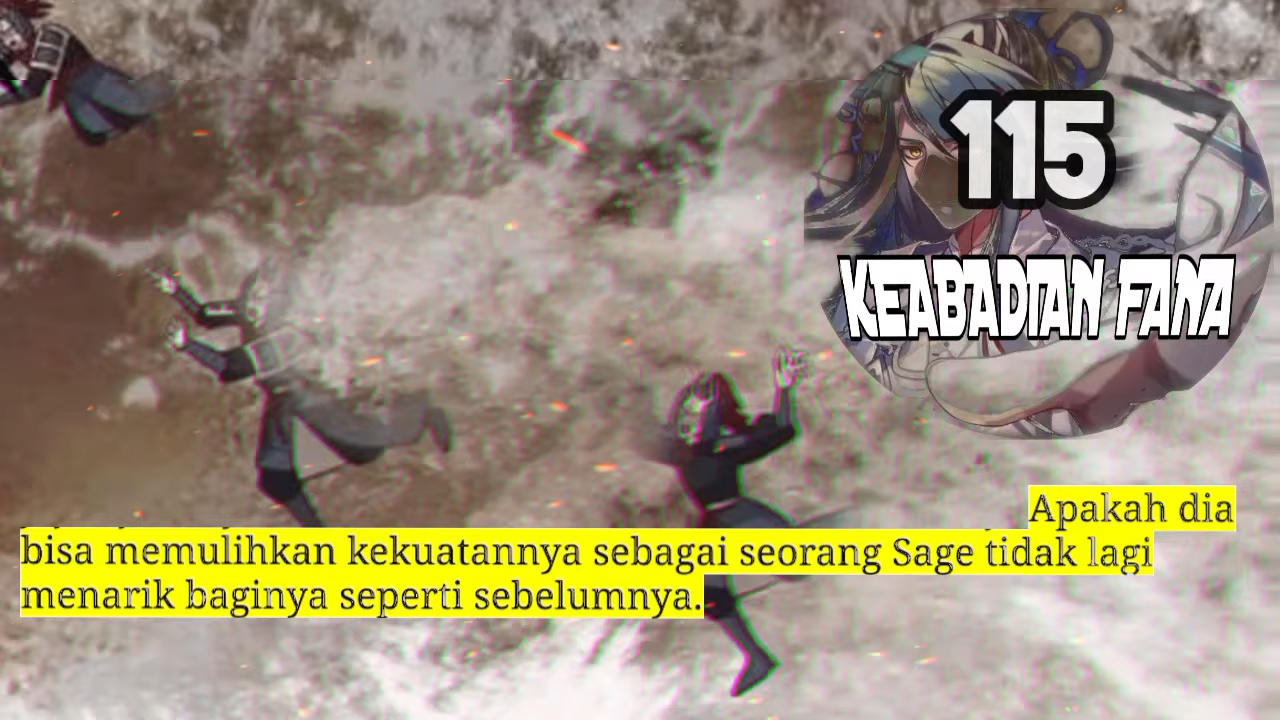 115
KEABADIAN FANA
Apakah dia
bisa memulihkan kekuatannya sebagai seorang Sage tidak lagi
menarik baginya seperti sebelumnya.